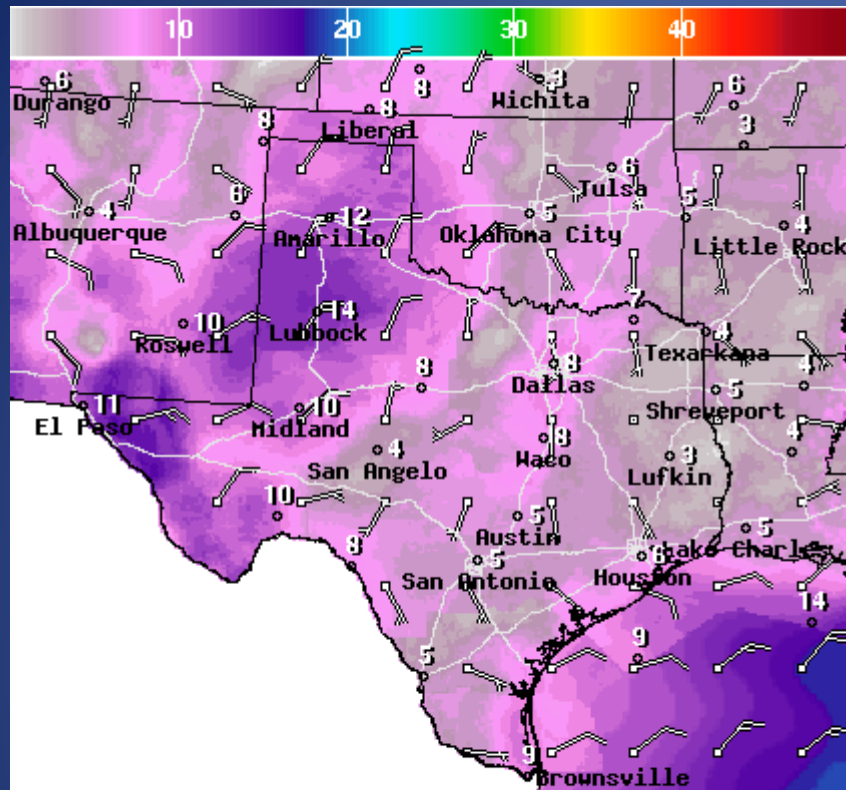 10 20 30 40
6 8 3 6
Durango Wichita
8
Liberal
8 3
6
Tulsa
4 6 12 5 5 4
Albuquerque Amarillo Oklahoma City Little Rock
14 7
10
Roswell Lubbock Texarkana 4
8 8
Dallas
11 10 5 4
El Paso Midland Shreveport
4 8 4
San Angelo Waco 3
Lufkin
10 5 5
Austin
8 5 6 Lake Charles
San Antonio Houston
14
9
5
9
Brownsville